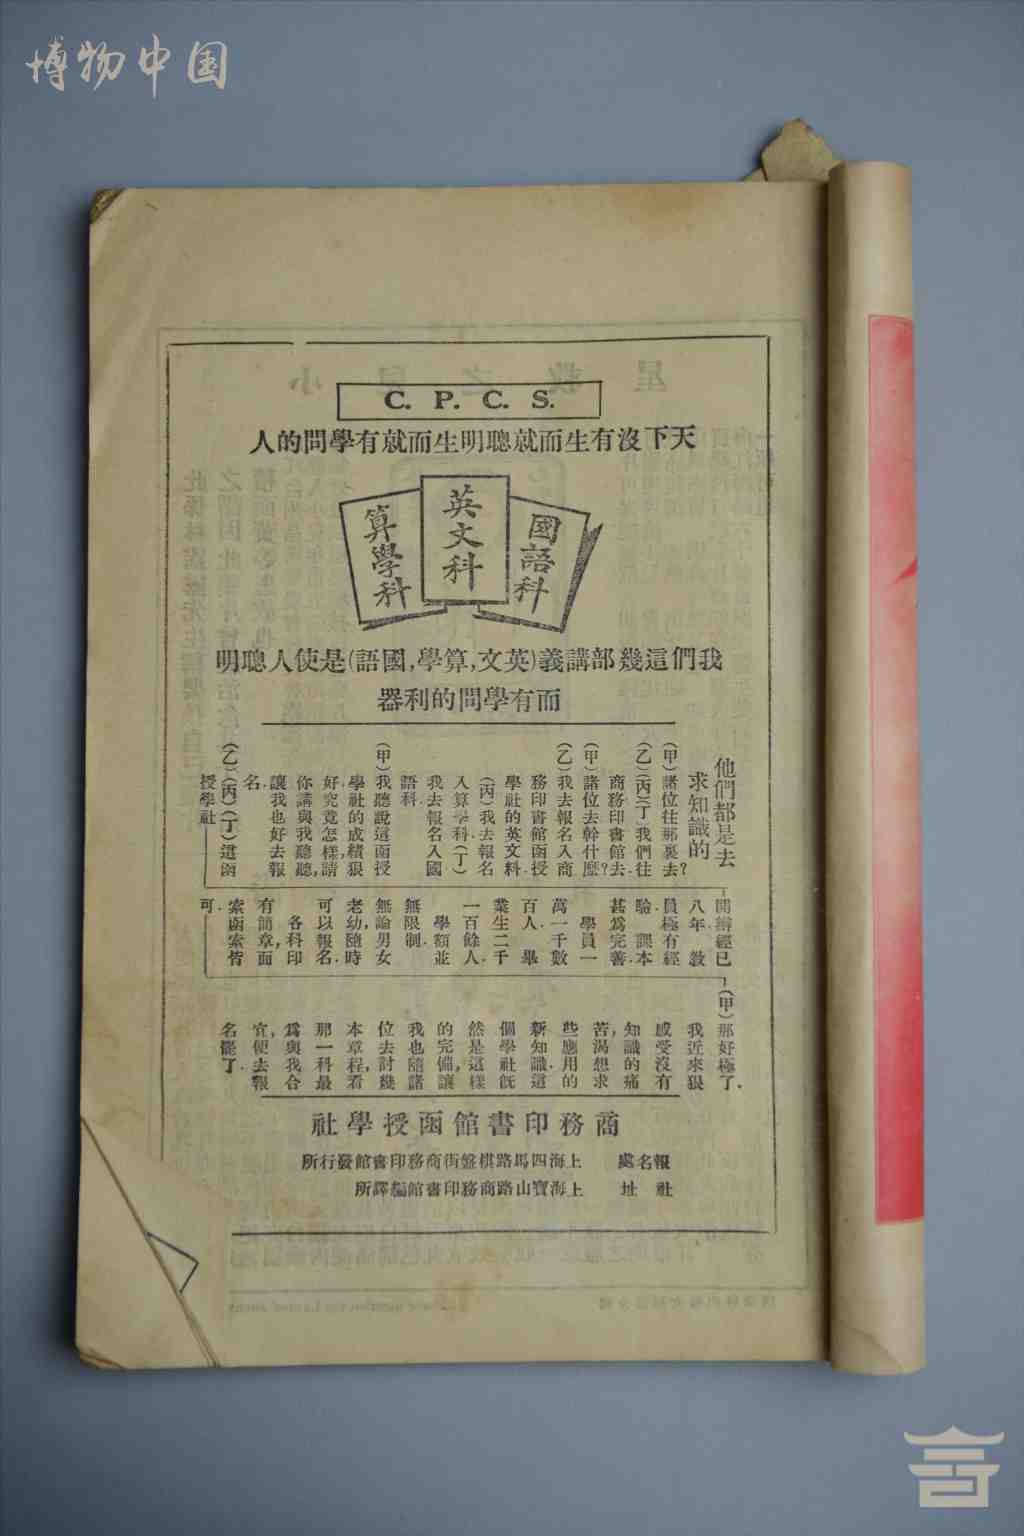 博物中国
C. P. C. S.
天下沒有生而就聰明生而就有學問的人
國語科
英文科
算學科
我們這幾部講義(英文,算學,國語)是使人聰明
而有學問的利器
他們都是去
求知識的
(甲)諸位往那裏去?
(乙)(丙)(丁)我們往
商務印書館去.
(甲)諸位去幹什麼?
(乙)我去報名入商
務印書館函授
學社的英文科.
(丙)我去報名
入算學科.(丁)
我去報名入國
語科.
(甲)我聽說這函授
學社的成績狠
好,究竟怎樣,請
你講與我聽聽,
讓我也好去報
名.
(乙)(丙)(丁)這函
授學社——
開辦經已
八年. 教
員極有經
驗. 課本
甚爲完善.
學員一
萬一千數
百人. 畢
業生二千
一百餘人.
學額並
無限制.
無論男女
老幼,隨時
可以報名.
各科印
有簡章,面
索函索皆
可.
(甲)那好極了.
我近來狠
感受沒有
知識的痛
苦,渴想求
些應用的
新知識.這
個學社旣
然是這樣
的完備,讓
我也隨諸
位去討幾
本章程,看
那一科最
爲與我合
宜,便去報
名罷了.
商務印書館函授學社
報名處 上海四馬路棋盤街商務印書館發行所
社址 上海寶山路商務印書館編譯所